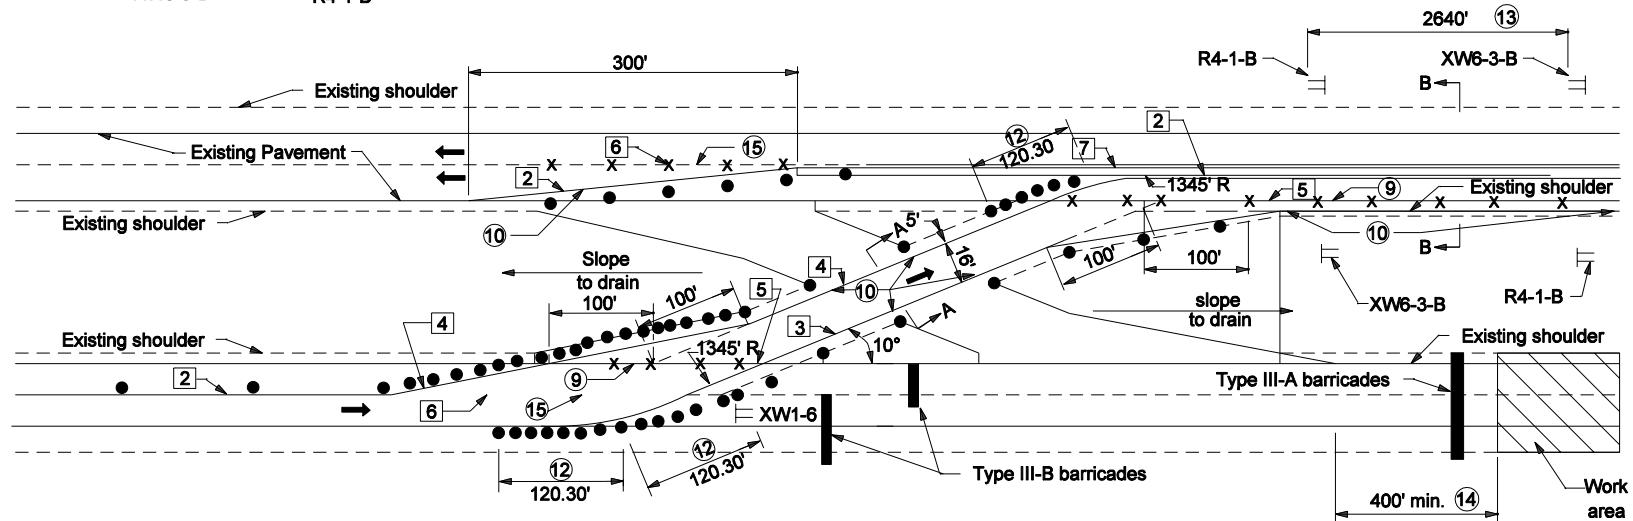 2640' 13
R4-1-B
XW6-3-B
B
300'
Existing shoulder
12
120.30
2
6
15
7
Existing Pavement
2
1345' R
5
9
Existing shoulder
Existing shoulder
10
A
5'
10
B
Slope
to drain
4
16'
100'
100'
100'
100'
5
10
slope
to drain
XW6-3-B
R4-1-B
4
A
3
Existing shoulder
1345' R
10°
Existing shoulder
2
9
Type III-A barricades
6
15
XW1-6
12
120.30'
12
120.30'
Type III-B barricades
400' min. 14
Work
area